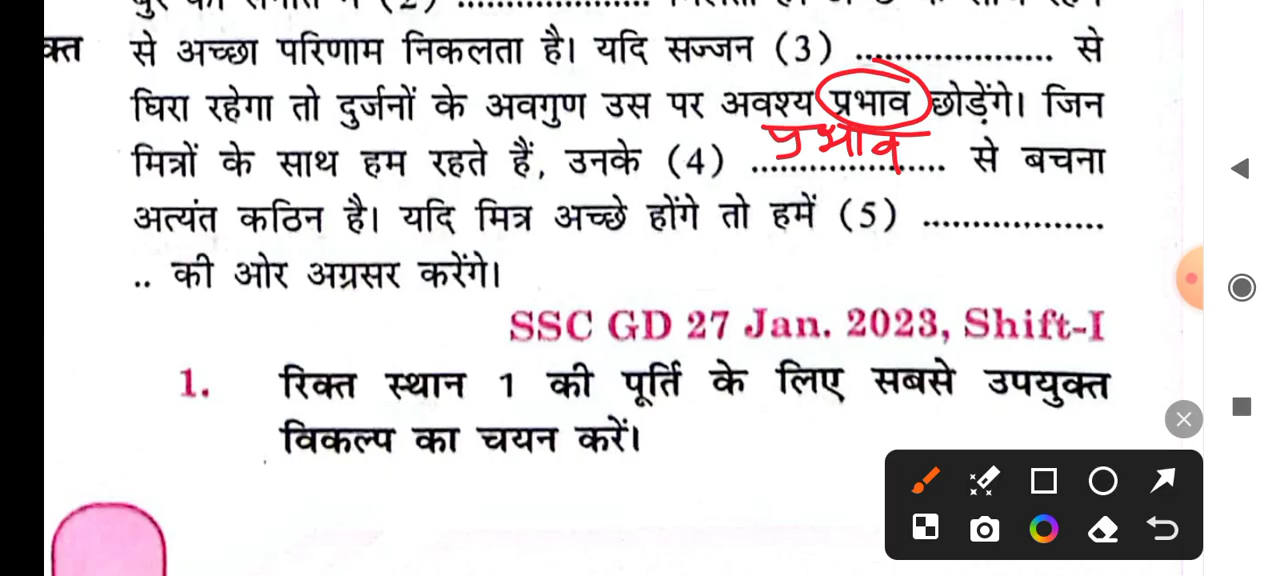 (2) ....................
क्त से अच्छा परिणाम निकलता है। यदि सज्जन (3) .................... से
घिरा रहेगा तो दुर्जनों के अवगुण उस पर अवश्य प्रभाव छोड़ेंगे। जिन
प्रभाव
मित्रों के साथ हम रहते हैं, उनके (4) .................... से बचना
अत्यंत कठिन है। यदि मित्र अच्छे होंगे तो हमें (5) ...................
.. की ओर अग्रसर करेंगे।
SSC GD 27 Jan. 2023, Shift-I
1. रिक्त स्थान 1 की पूर्ति के लिए सबसे उपयुक्त
विकल्प का चयन करें।